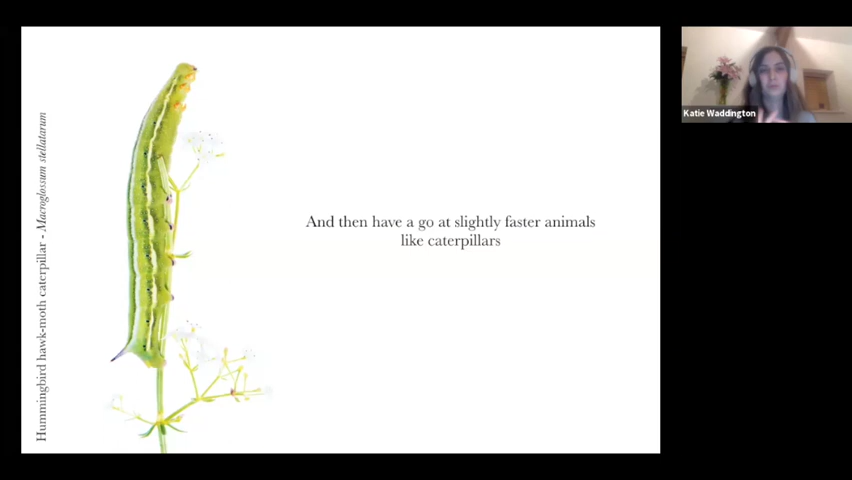 Hummingbird hawk-moth caterpillar - Macroglossum stellatarum
And then have a go at slightly faster animals
like caterpillars
Katie Waddington